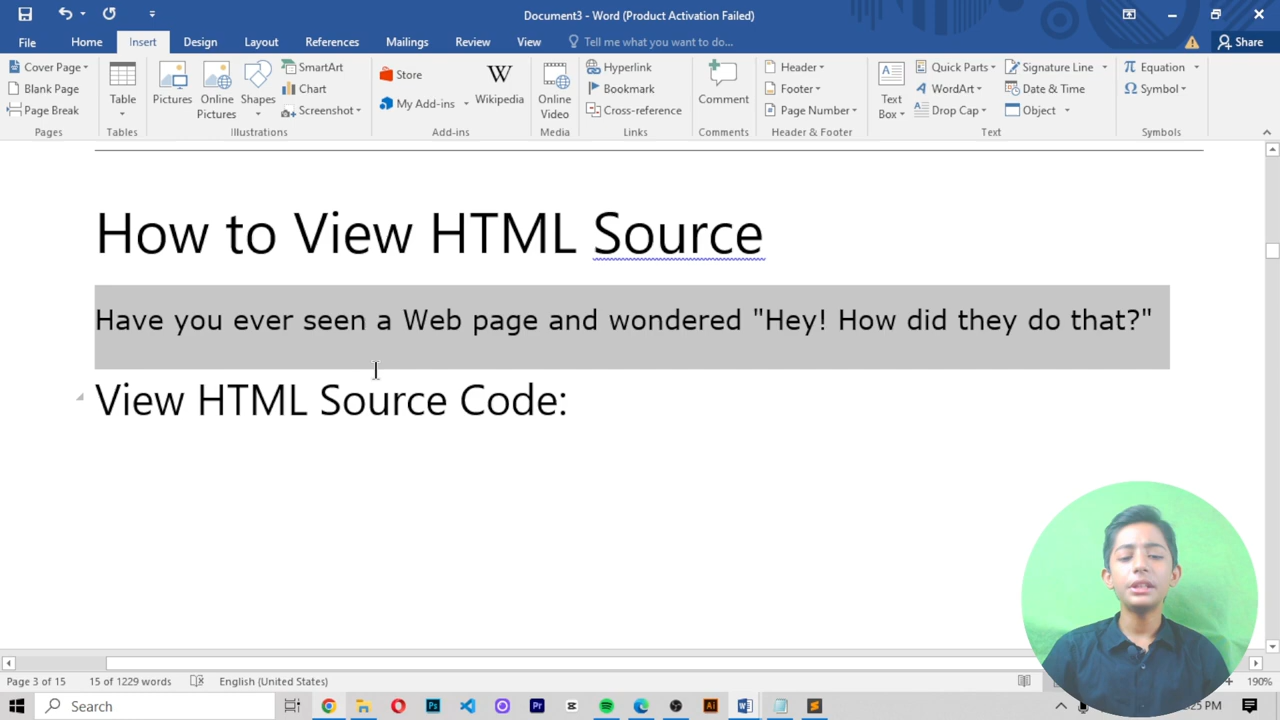 Document3 - Word (Product Activation Failed)
File Home Insert Design Layout References Mailings Review View Tell me what you want to do... Share
Cover Page
Blank Page
Page Break
Pages
Table
Tables
Pictures
Online Pictures
Shapes
SmartArt
Chart
Screenshot
Illustrations
Store
My Add-ins
W
Wikipedia
Add-ins
Online Video
Media
Hyperlink
Bookmark
Cross-reference
Links
Comment
Comments
Header
Footer
Page Number
Header & Footer
Text Box
Quick Parts
WordArt
Drop Cap
Signature Line
Date & Time
Object
Text
Equation
Symbol
Symbols
How to View HTML Source
Have you ever seen a Web page and wondered "Hey! How did they do that?"
View HTML Source Code:
Page 3 of 15 15 of 1229 words English (United States) 190%
Search
:25 PM